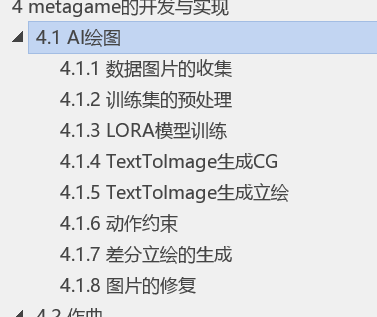 4 metagame的开发与实现
4.1 AI绘图
4.1.1 数据图片的收集
4.1.2 训练集的预处理
4.1.3 LORA模型训练
4.1.4 TextToImage生成CG
4.1.5 TextToImage生成立绘
4.1.6 动作约束
4.1.7 差分立绘的生成
4.1.8 图片的修复
4.2 作曲